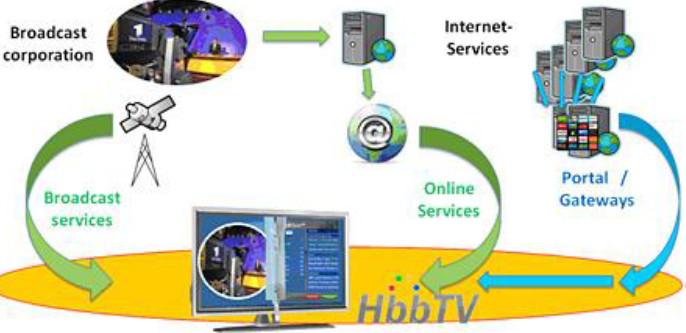 Broadcast
corporation
Internet-
Services
@
Broadcast
services
Online
Services
Portal /
Gateways
HbbTV